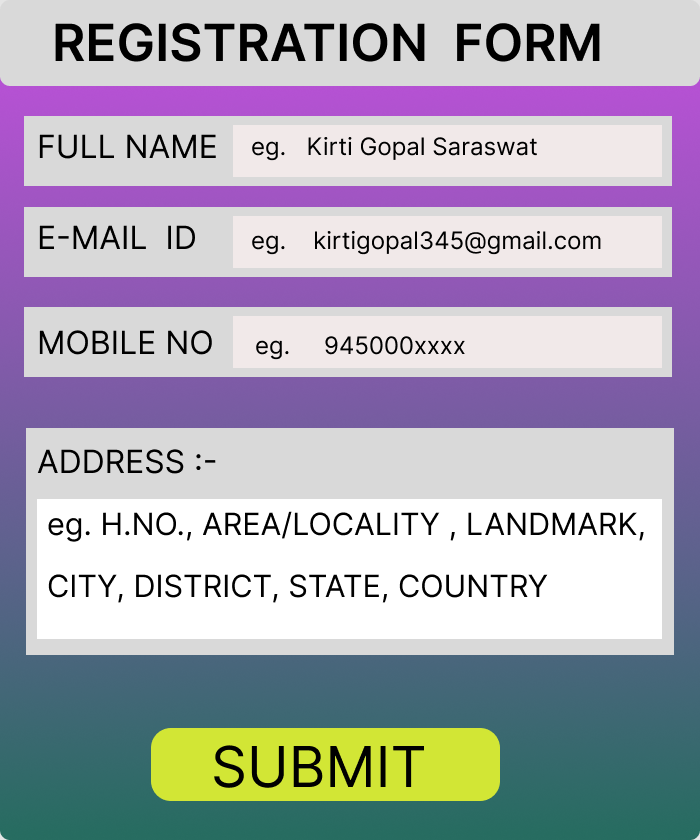 REGISTRATION FORM
FULL NAME eg. Kirti Gopal Saraswat
E-MAIL ID eg. kirtigopal345@gmail.com
MOBILE NO eg. 945000xxxx
ADDRESS :-
eg. H.NO., AREA/LOCALITY , LANDMARK,
CITY, DISTRICT, STATE, COUNTRY
SUBMIT